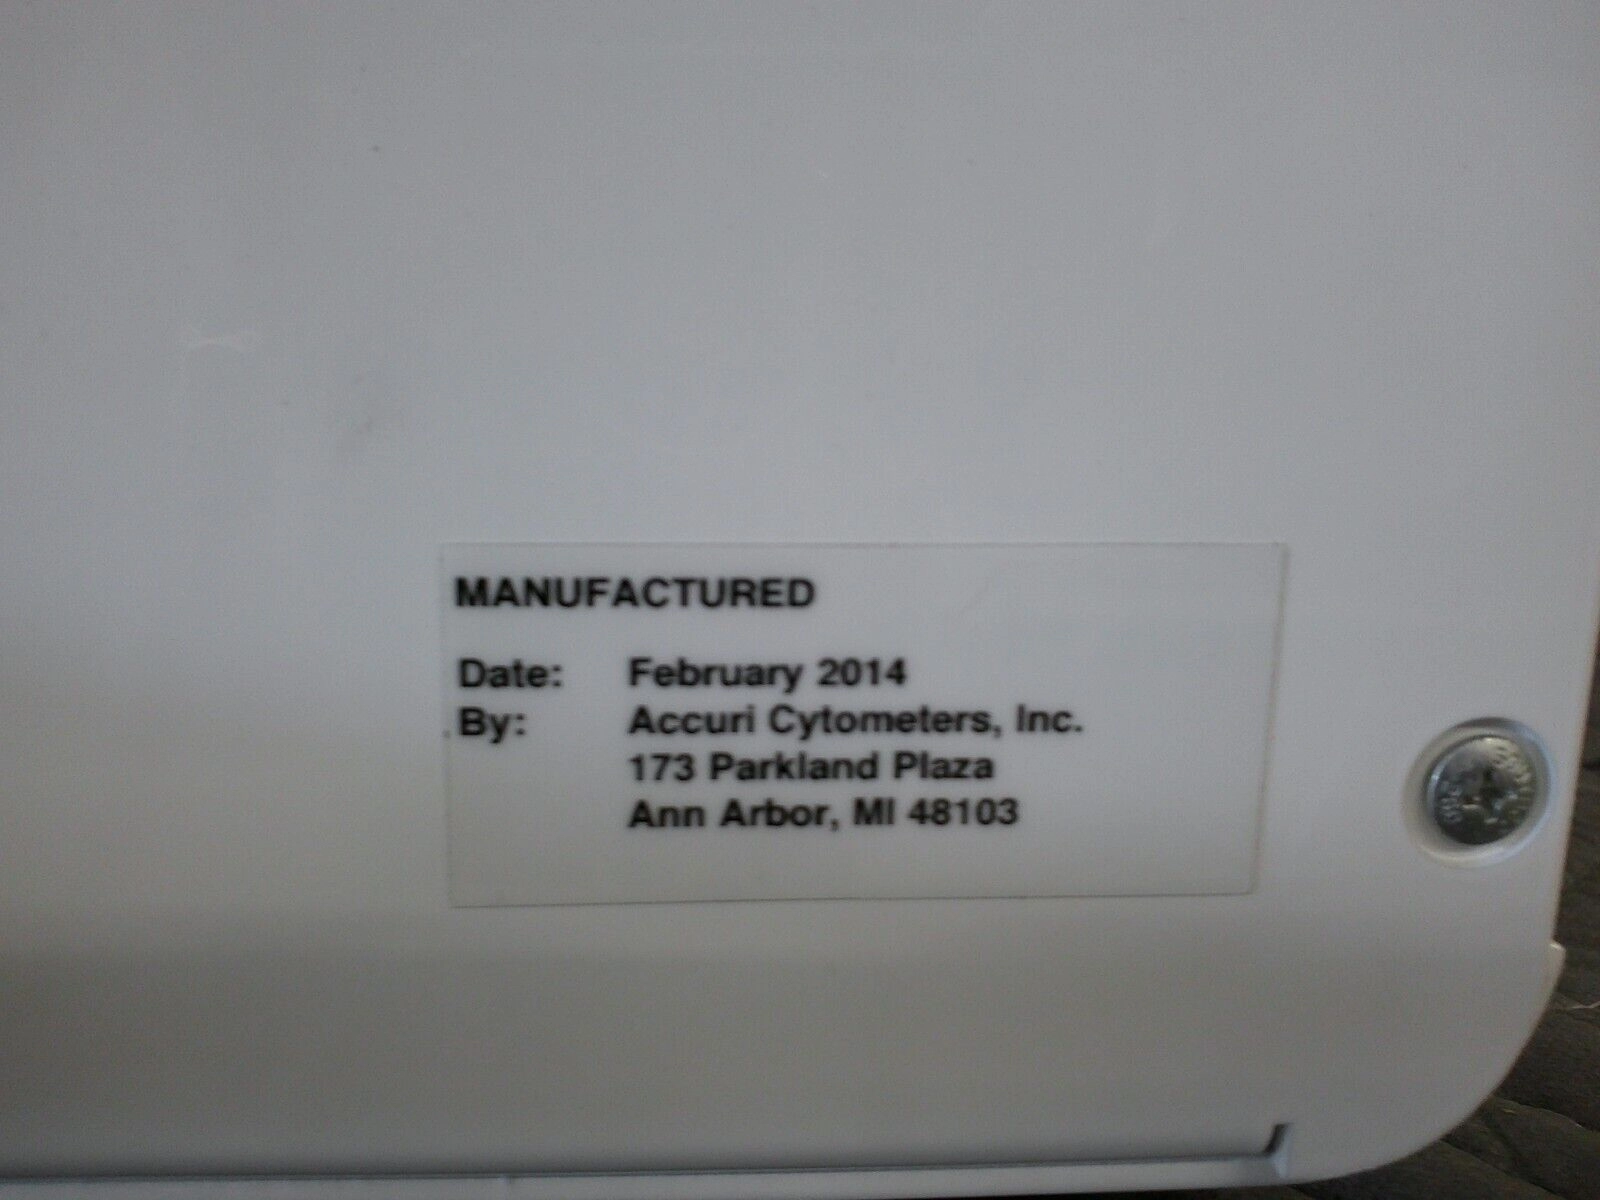 MANUFACTURED
Date: February 2014
By: Accuri Cytometers, Inc.
173 Parkland Plaza
Ann Arbor, MI 48103